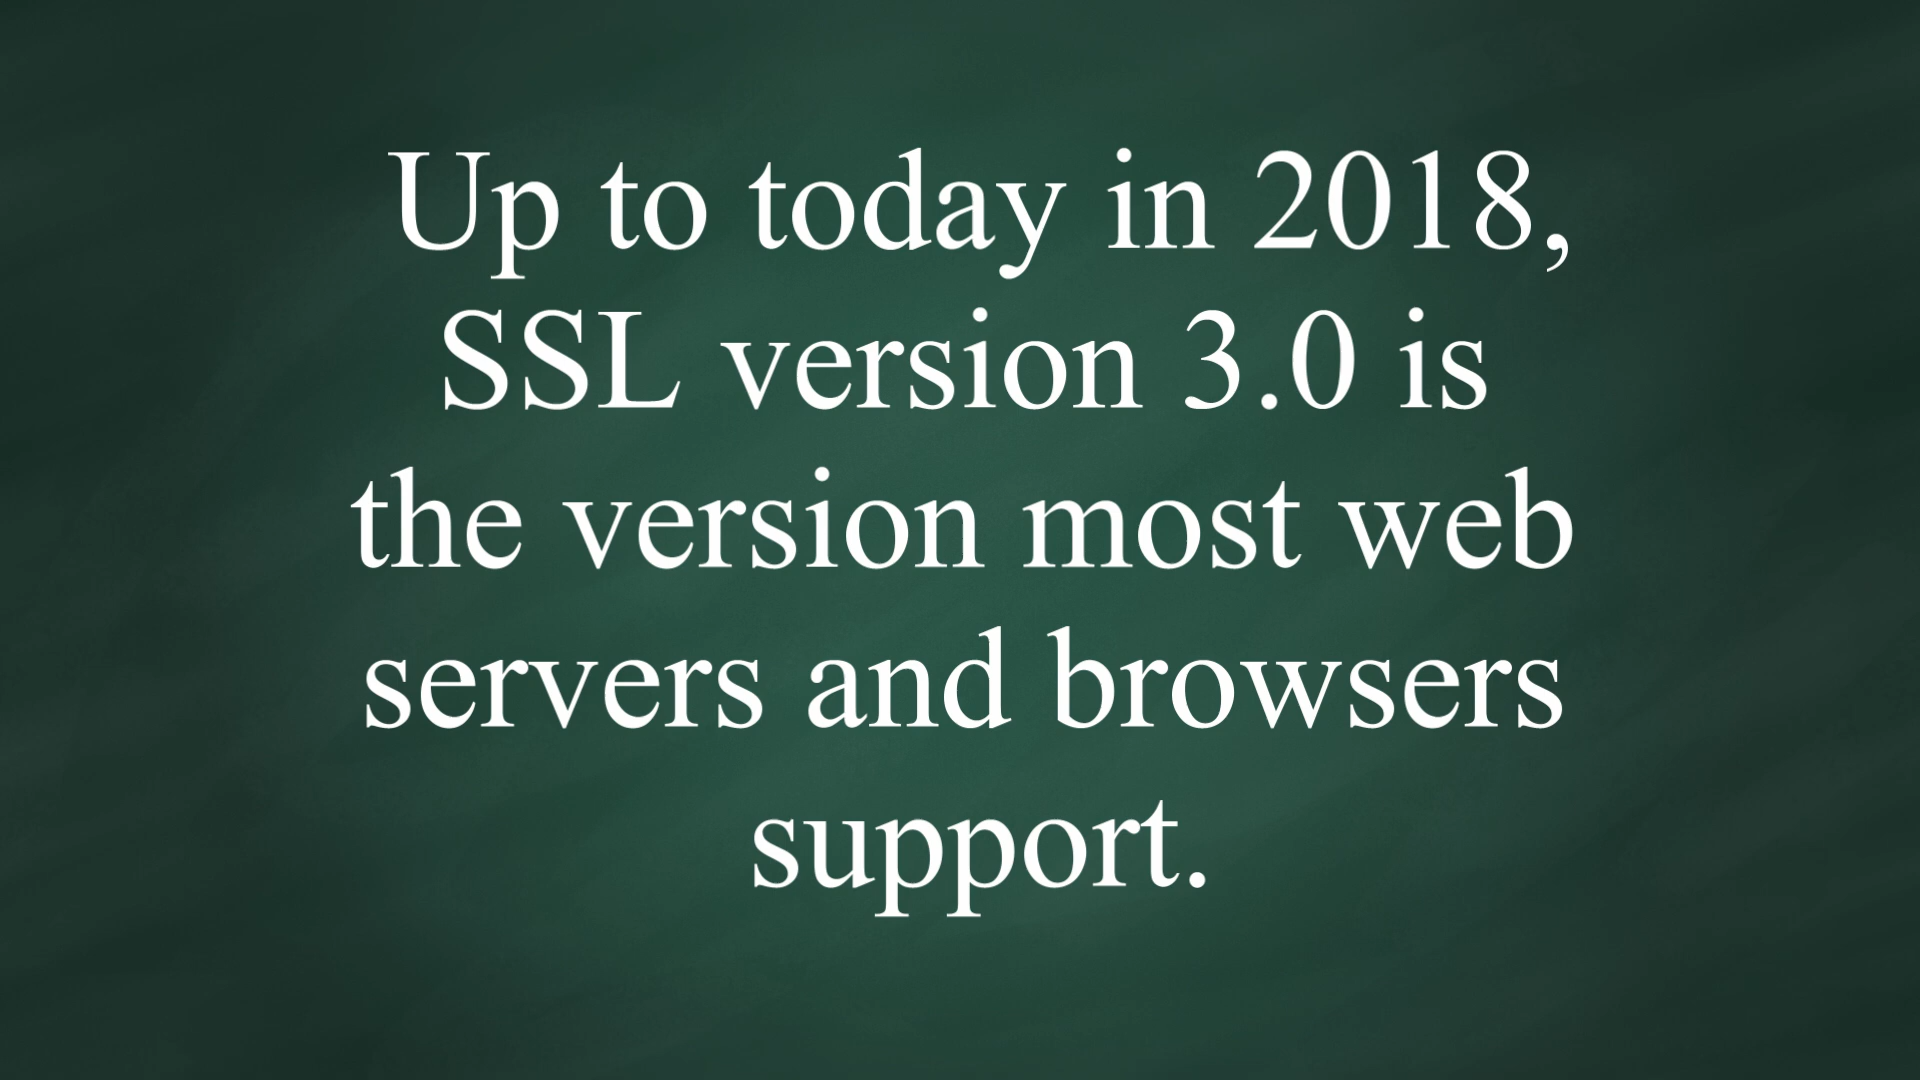 Up to today in 2018,
SSL version 3.0 is
the version most web
servers and browsers
support.